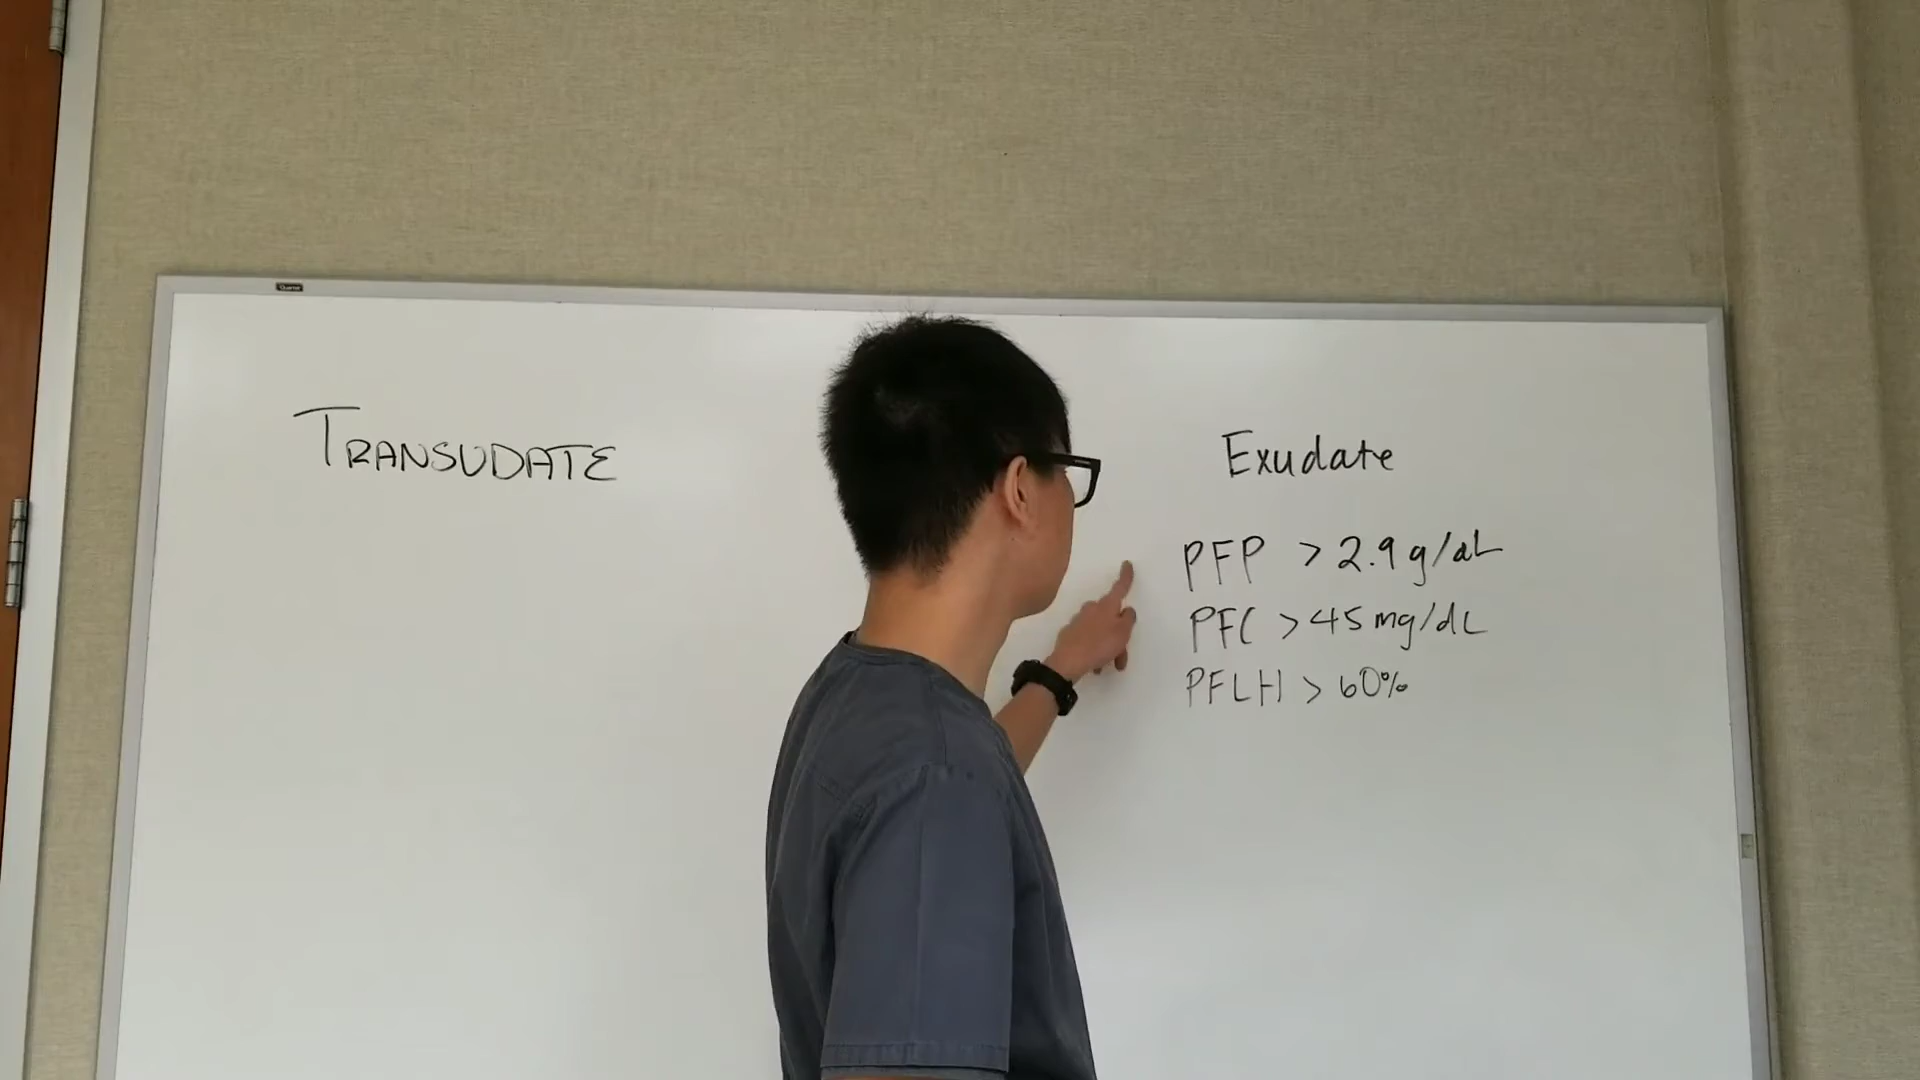 TRANSUDATE
Exudate
PFP > 2.9 g/dL
PFC > 45 mg/dL
PFLH > 60%